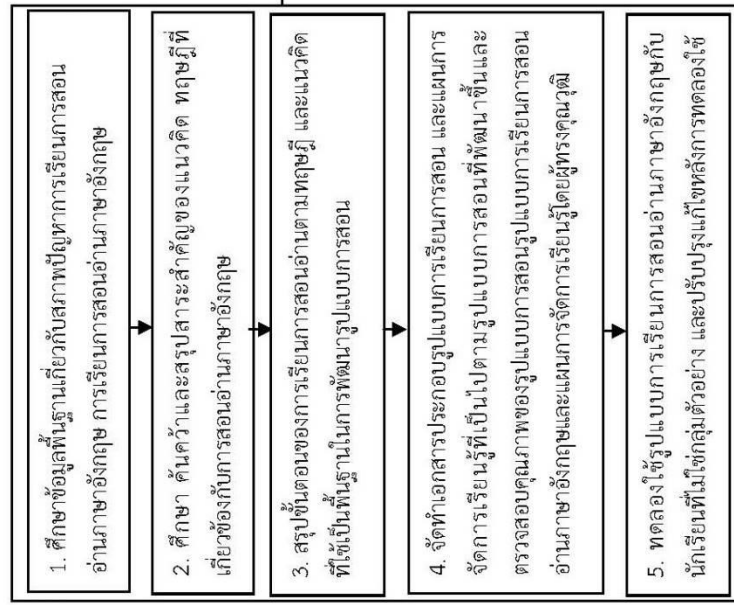 1. ศึกษาข้อมูลพื้นฐานเกี่ยวกับสภาพปัญหาการเรียนการสอน
อ่านภาษาอังกฤษ การเรียนการสอนอ่านภาษาอังกฤษ
2. ศึกษา ค้นคว้าและสรุปสาระสำคัญของแนวคิด ทฤษฎีที่
เกี่ยวข้องกับการสอนอ่านภาษาอังกฤษ
3. สรุปขั้นตอนของการเรียนการสอนอ่านตามทฤษฎี และแนวคิด
ที่ใช้เป็นพื้นฐานในการพัฒนารูปแบบการสอน
4. จัดทำเอกสารประกอบรูปแบบการเรียนการสอน และแผนการ
จัดการเรียนรู้ที่เป็นไปตามรูปแบบการสอนที่พัฒนาขึ้นและ
ตรวจสอบคุณภาพของรูปแบบการสอนรูปแบบการเรียนการสอน
อ่านภาษาอังกฤษและแผนการจัดการเรียนรู้โดยผู้ทรงคุณวุฒิ
5. ทดลองใช้รูปแบบการเรียนการสอนอ่านภาษาอังกฤษกับ
นักเรียนที่ไม่ใช่กลุ่มตัวอย่าง และปรับปรุงแก้ไขหลังการทดลองใช้